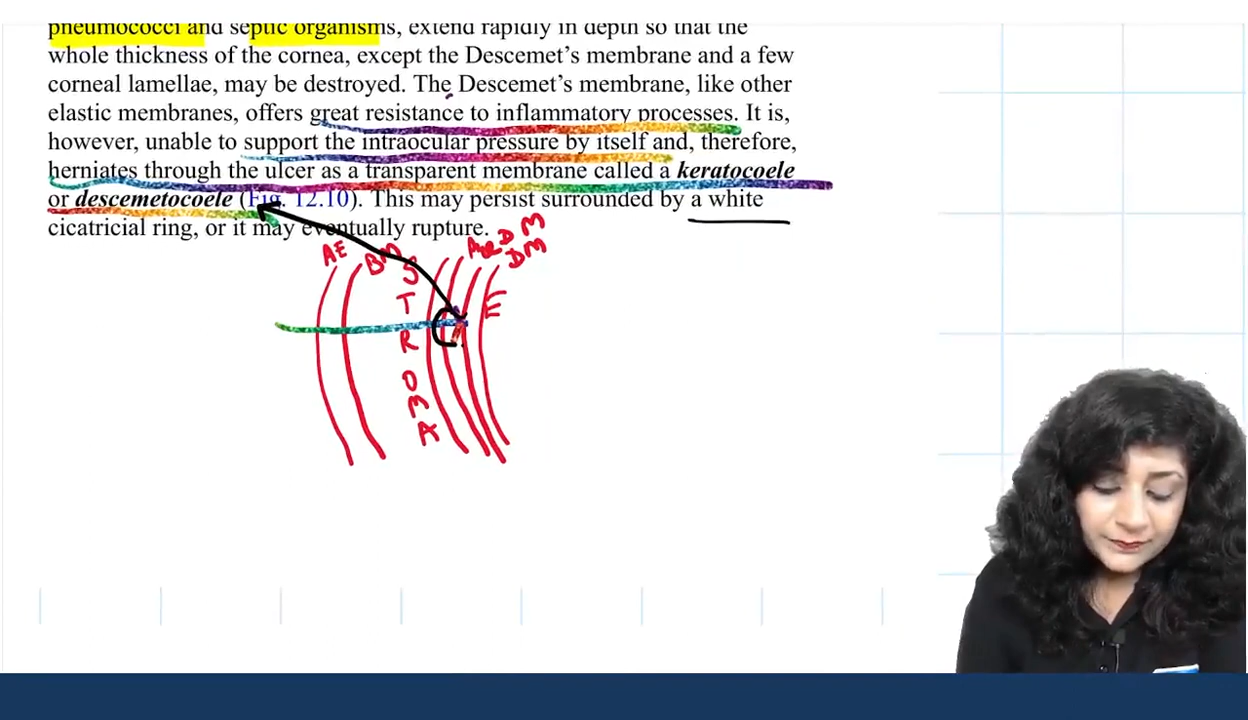 pneumococci and septic organisms, extend rapidly in depth so that the
whole thickness of the cornea, except the Descemet's membrane and a few
corneal lamellae, may be destroyed. The Descemet's membrane, like other
elastic membranes, offers great resistance to inflammatory processes. It is,
however, unable to support the intraocular pressure by itself and, therefore,
herniates through the ulcer as a transparent membrane called a keratocoele
or descemetocoele (Fig. 12.10). This may persist surrounded by a white
cicatricial ring, or it may eventually rupture.
AE
BM
STROMA
DM
DM
E